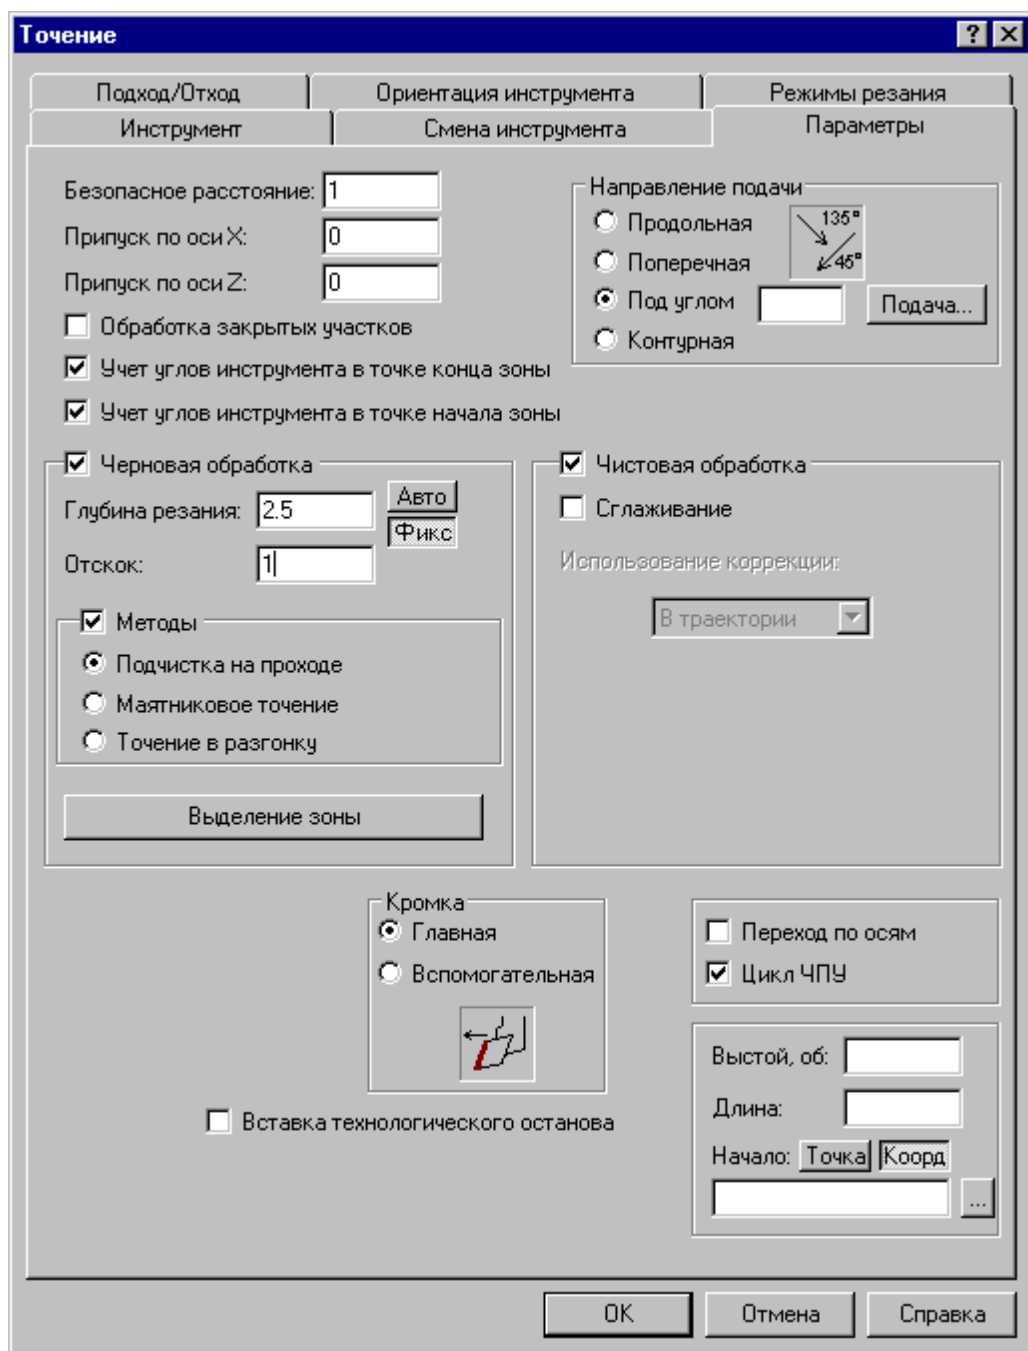 Точение
Подход/Отход Ориентация инструмента Режимы резания
Инструмент Смена инструмента Параметры
Безопасное расстояние: 1
Припуск по оси X: 0
Припуск по оси Z: 0
Обработка закрытых участков
Учет углов инструмента в точке конца зоны
Учет углов инструмента в точке начала зоны
Направление подачи
Продольная
135°
45°
Поперечная
Под углом Подача...
Контурная
Черновая обработка
Глубина резания: 2.5 Авто
Фикс
Отскок: 1
Методы
Подчистка на проходе
Маятниковое точение
Точение в разгонку
Выделение зоны
Чистовая обработка
Сглаживание
Использование коррекции:
В траектории
Кромка
Главная
Вспомогательная
Вставка технологического останова
Переход по осям
Цикл ЧПУ
Выстой, об:
Длина:
Начало: Точка Коорд
...
OK Отмена Справка